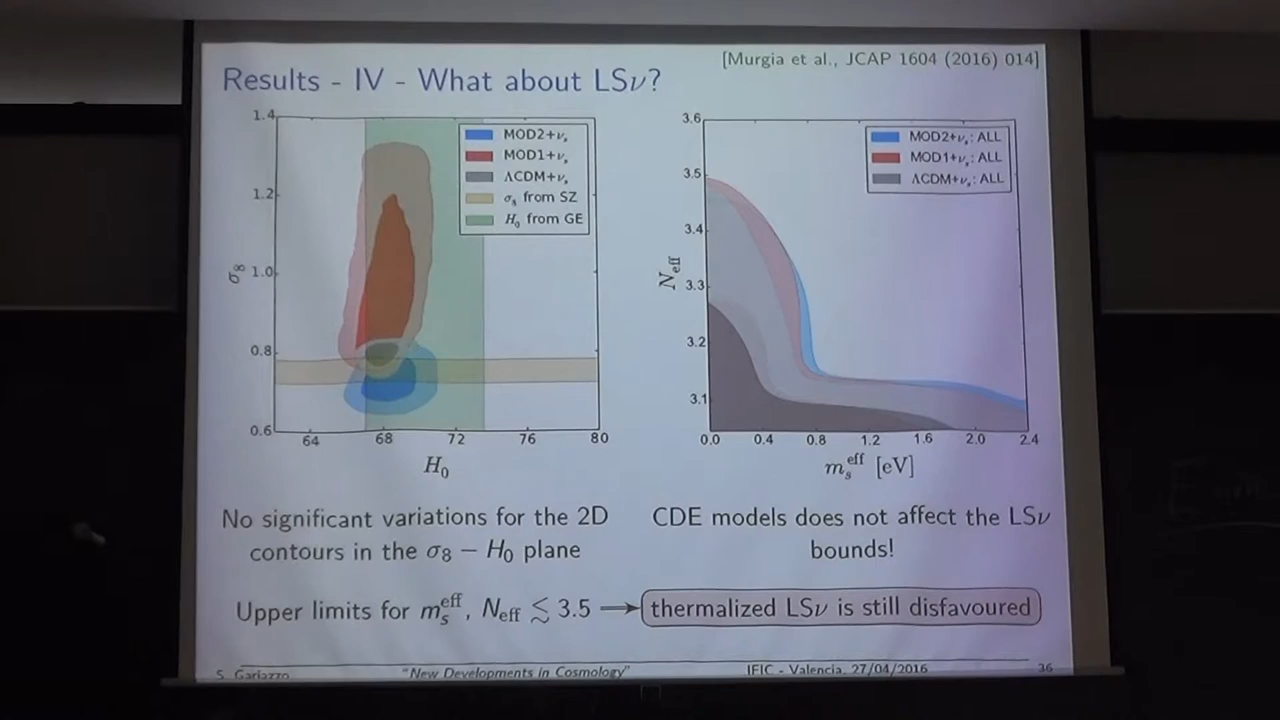 [Murgia et al., JCAP 1604 (2016) 014]
Results - IV - What about LSν?
1.4
1.2
1.0
0.8
0.6
σ₈
64
68
72
76
80
H₀
MOD2+νₛ
MOD1+νₛ
ΛCDM+νₛ
σ₈ from SZ
H₀ from GE
3.6
3.5
3.4
3.3
3.2
3.1
N_eff
0.0
0.4
0.8
1.2
1.6
2.0
2.4
m_s^eff [eV]
MOD2+νₛ: ALL
MOD1+νₛ: ALL
ΛCDM+νₛ: ALL
No significant variations for the 2D
contours in the σ₈ − H₀ plane
CDE models does not affect the LSν
bounds!
Upper limits for m_s^eff, N_eff ≲ 3.5 → thermalized LSν is still disfavoured
S. Gariazzo "New Developments in Cosmology" IFIC - Valencia, 27/04/2016 36